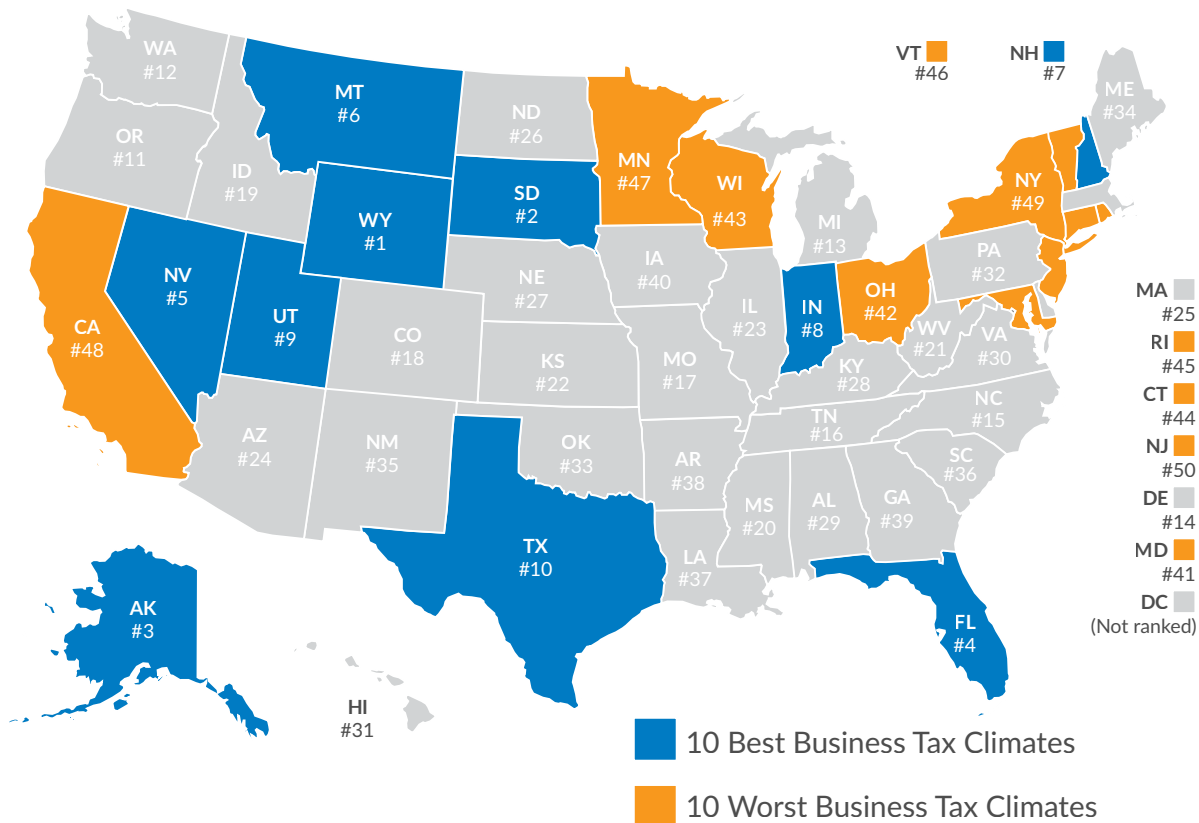 WA
#12
OR
#11
CA
#48
ID
#19
NV
#5
MT
#6
WY
#1
UT
#9
AZ
#24
CO
#18
NM
#35
ND
#26
SD
#2
NE
#27
KS
#22
OK
#33
TX
#10
MN
#47
IA
#40
MO
#17
AR
#38
LA
#37
WI
#43
IL
#23
MI
#13
IN
#8
OH
#42
KY
#28
TN
#16
MS
#20
AL
#29
GA
#39
FL
#4
SC
#36
NC
#15
VA
#30
WV
#21
PA
#32
NY
#49
ME
#34
VT
#46
NH
#7
MA
#25
RI
#45
CT
#44
NJ
#50
DE
#14
MD
#41
DC
(Not ranked)
AK
#3
HI
#31
10 Best Business Tax Climates
10 Worst Business Tax Climates